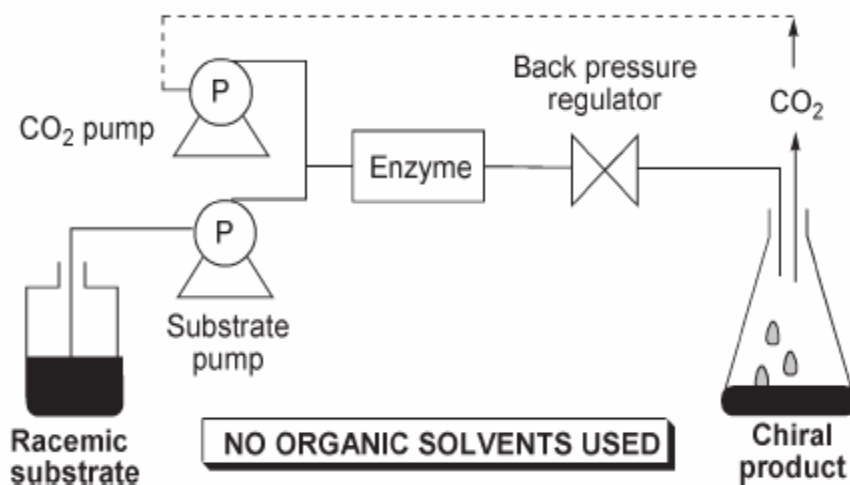 P
CO₂ pump
Back pressure
regulator
CO₂
Enzyme
P
Substrate
pump
Racemic
substrate
NO ORGANIC SOLVENTS USED
Chiral
product